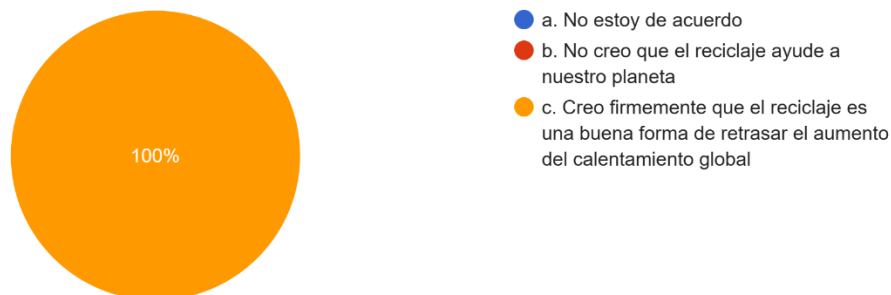 100%
a. No estoy de acuerdo
b. No creo que el reciclaje ayude a
nuestro planeta
c. Creo firmemente que el reciclaje es
una buena forma de retrasar el aumento
del calentamiento global